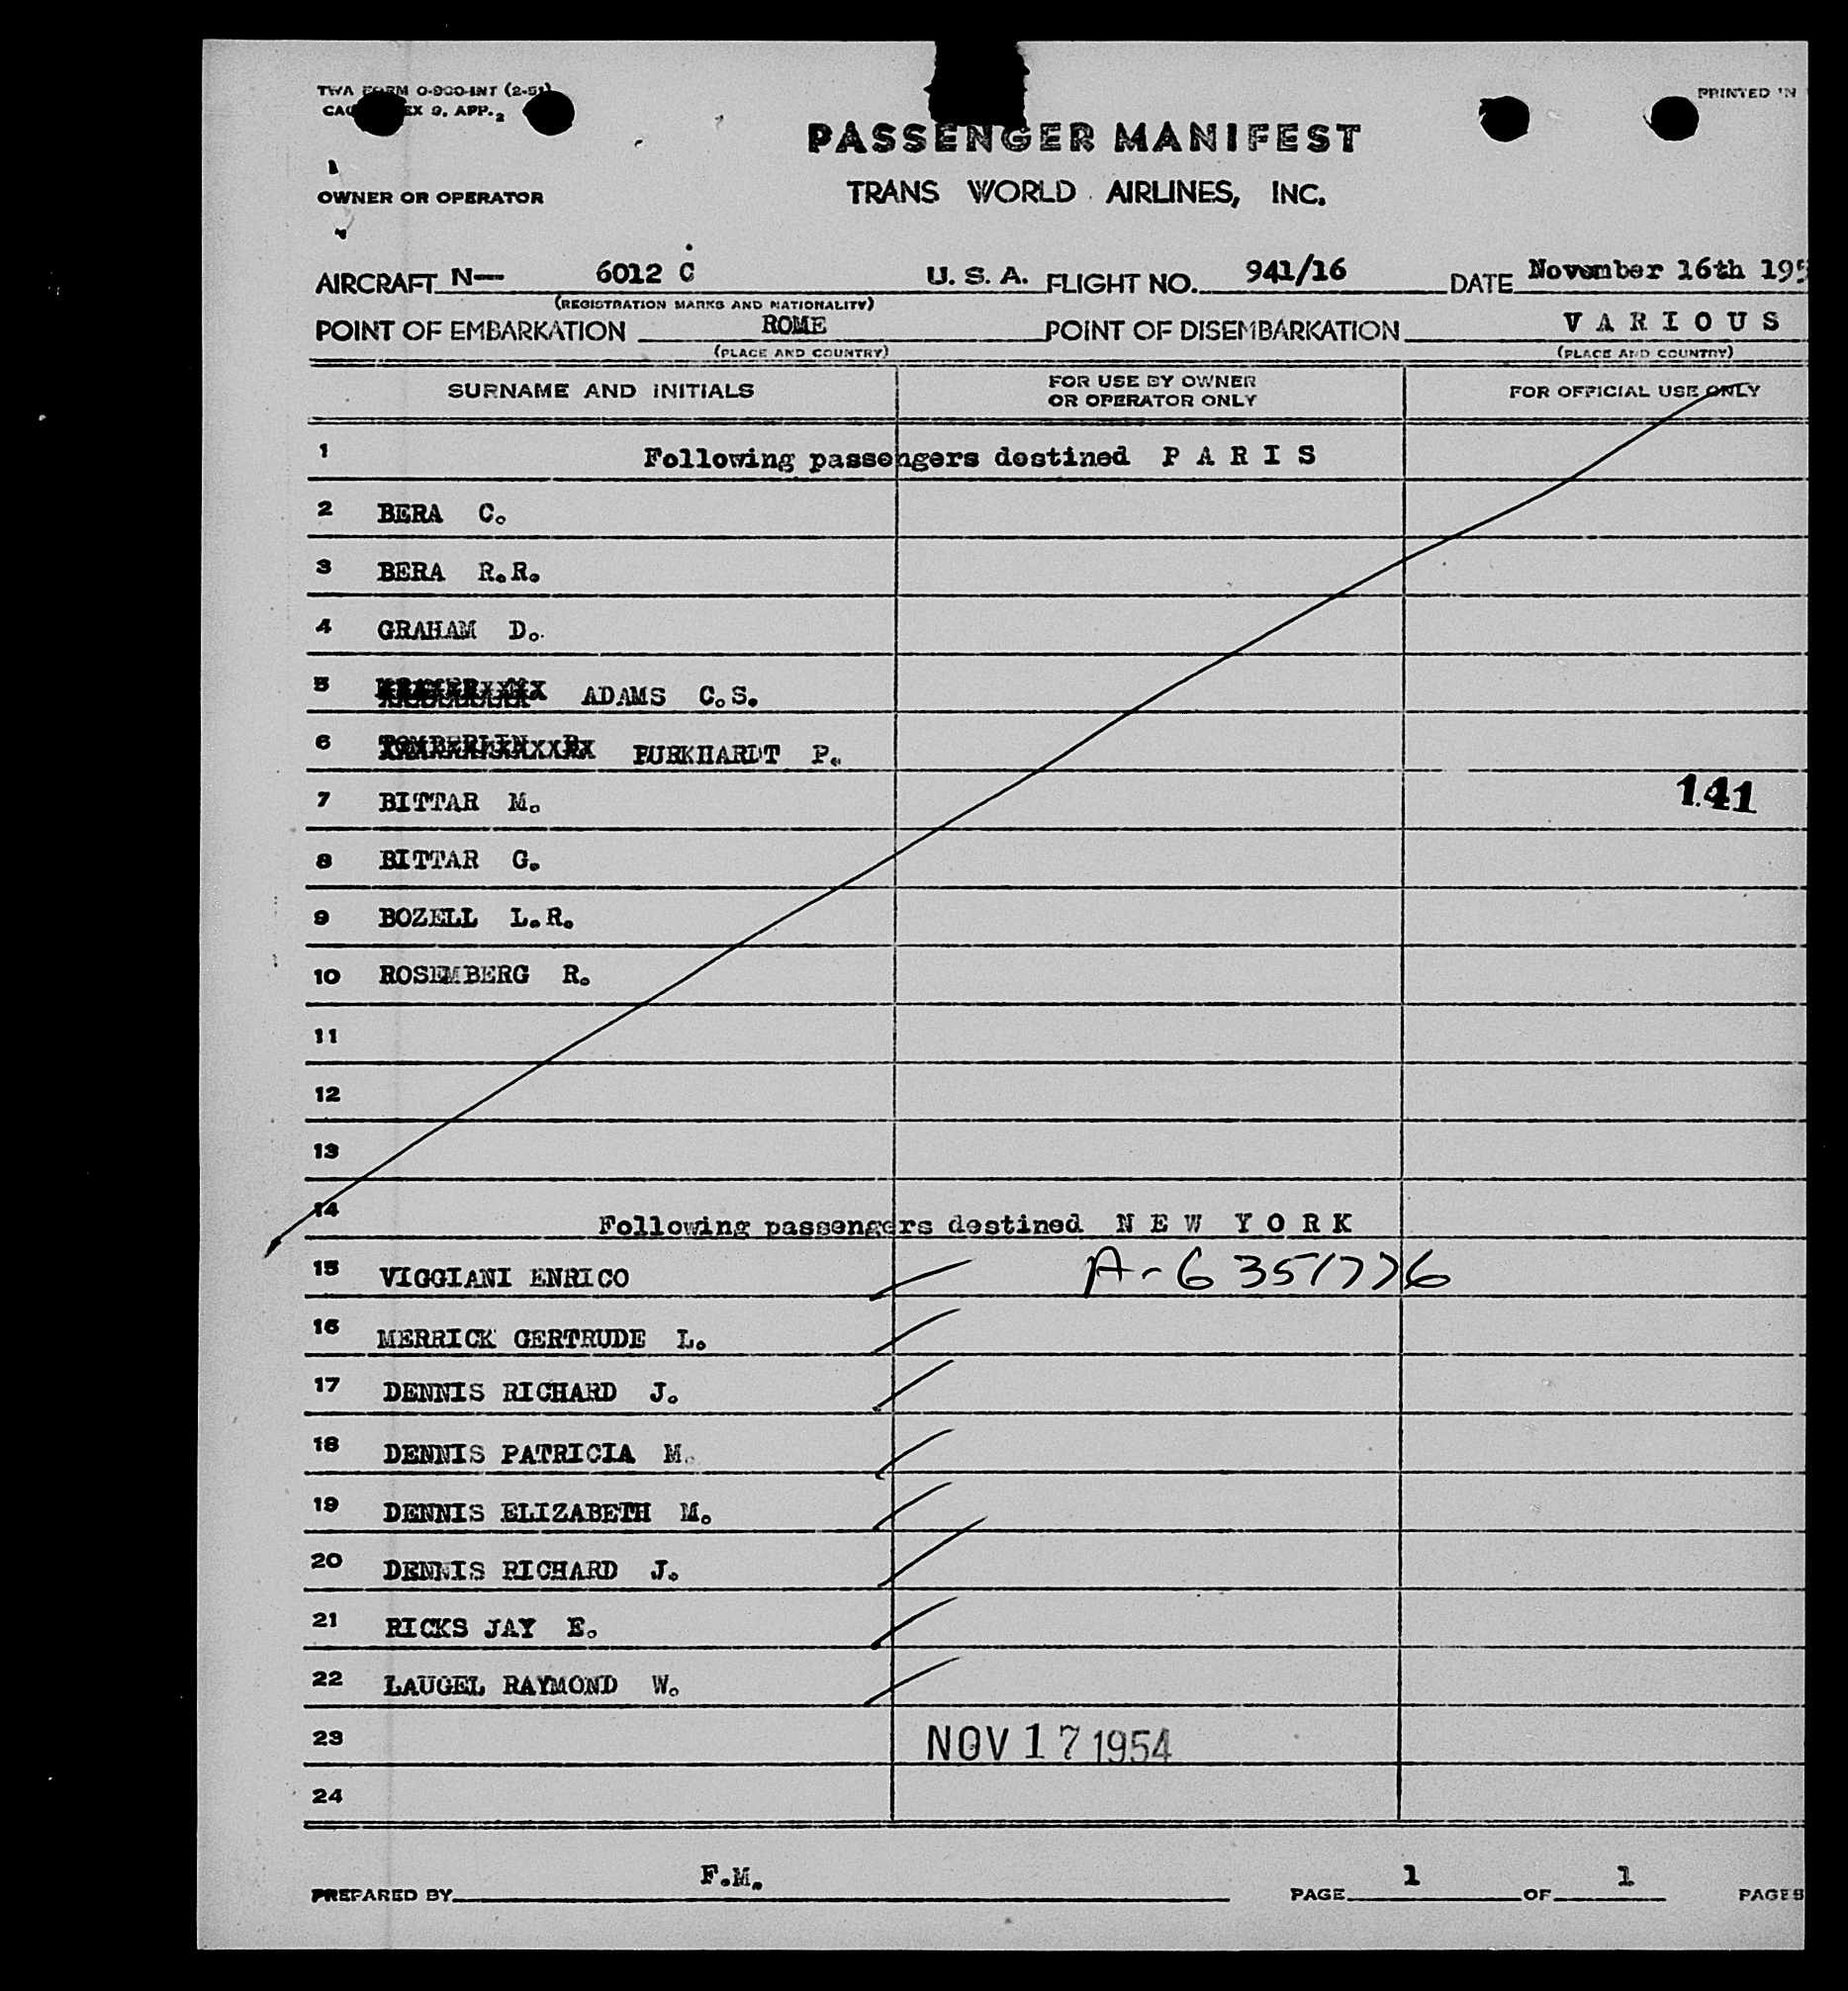 TWA FORM O-900-INT (2-51)
EX 9, APP. 2
PRINTED IN
PASSENGER MANIFEST
OWNER OR OPERATOR
TRANS WORLD AIRLINES, INC.
AIRCRAFT N— 6012 C U. S. A. FLIGHT NO. 941/16 DATE November 16th 195
(REGISTRATION MARKS AND NATIONALITY)
POINT OF EMBARKATION ROME POINT OF DISEMBARKATION V A R I O U S
(PLACE AND COUNTRY) (PLACE AND COUNTRY)
SURNAME AND INITIALS FOR USE BY OWNER OR OPERATOR ONLY FOR OFFICIAL USE ONLY
1 Following passengers destined P A R I S
2 BERA C.
3 BERA R.R.
4 GRAHAM D.
5 ADAMS C.S.
6 BURKHARDT P.
7 BITTAR M. 141
8 BITTAR G.
9 BOZELL L.R.
10 ROSEMBERG R.
11
12
13
14 Following passengers destined N E W Y O R K
15 VIGGIANI ENRICO A-6 351776
16 MERRICK GERTRUDE L.
17 DENNIS RICHARD J.
18 DENNIS PATRICIA M.
19 DENNIS ELIZABETH M.
20 DENNIS RICHARD J.
21 RICKS JAY E.
22 LAUGEL RAYMOND W.
23 NOV 17 1954
24
PREPARED BY F.M. PAGE 1 OF 1 PAGES